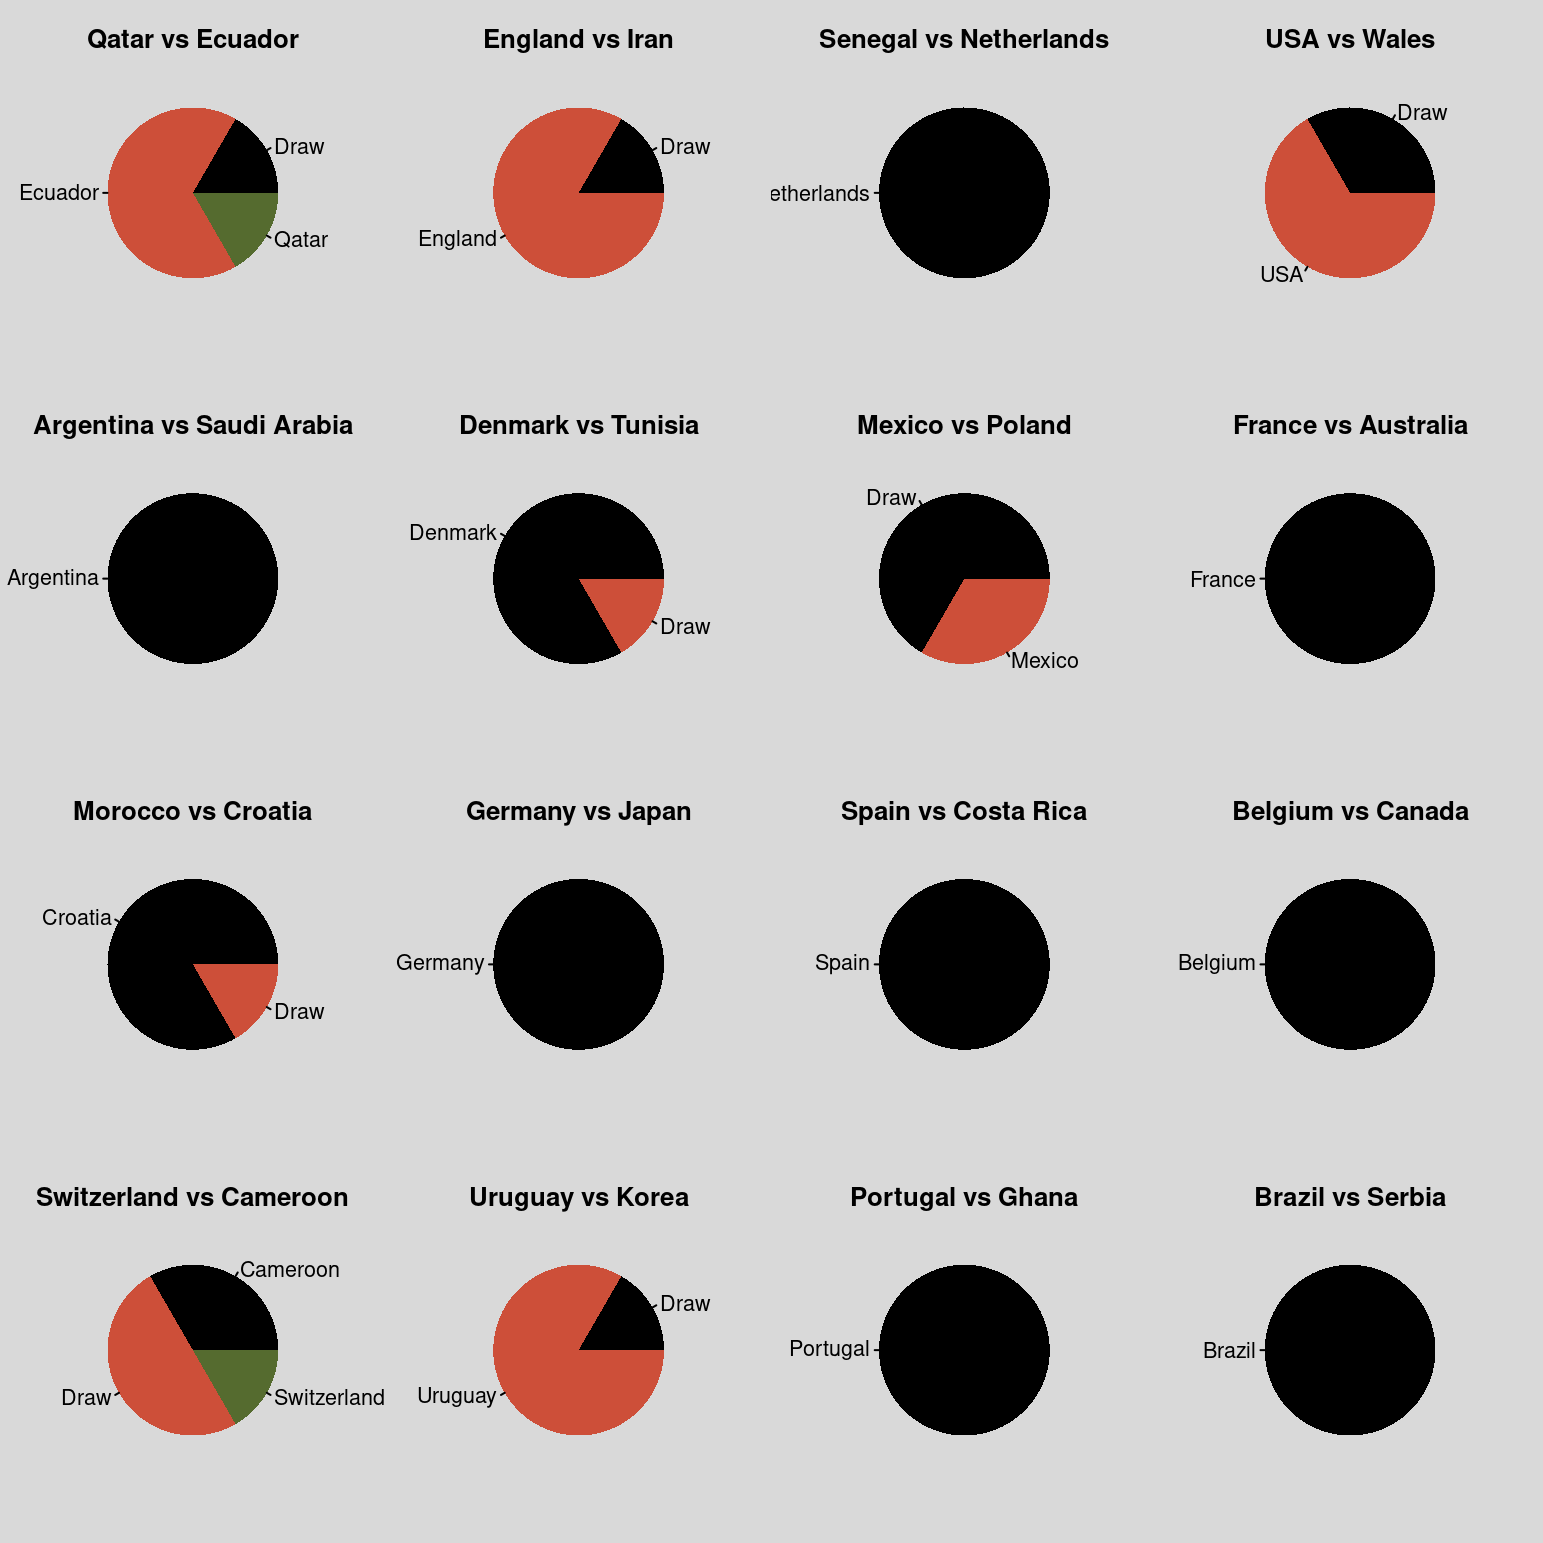 Qatar vs Ecuador
Draw
Ecuador
Qatar
England vs Iran
Draw
England
Senegal vs Netherlands
etherlands
USA vs Wales
Draw
USA
Argentina vs Saudi Arabia
Argentina
Denmark vs Tunisia
Denmark
Draw
Mexico vs Poland
Draw
Mexico
France vs Australia
France
Morocco vs Croatia
Croatia
Draw
Germany vs Japan
Germany
Spain vs Costa Rica
Spain
Belgium vs Canada
Belgium
Switzerland vs Cameroon
Cameroon
Draw
Switzerland
Uruguay vs Korea
Draw
Uruguay
Portugal vs Ghana
Portugal
Brazil vs Serbia
Brazil